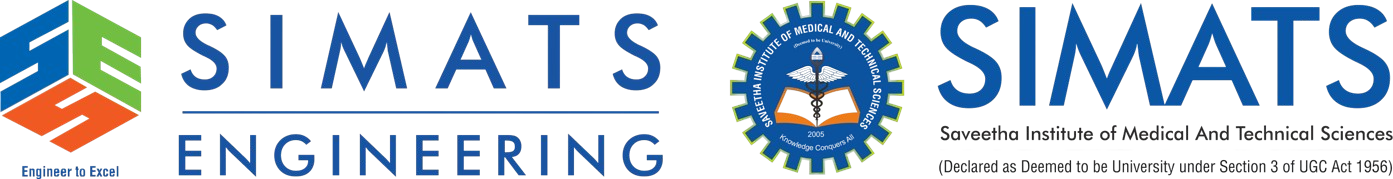 SES
Engineer to Excel
SIMATS
ENGINEERING
SAVEETHA INSTITUTE OF MEDICAL AND TECHNICAL SCIENCES
(Deemed to be University)
2005
Knowledge Conquers All
SIMATS
Saveetha Institute of Medical And Technical Sciences
(Declared as Deemed to be University under Section 3 of UGC Act 1956)